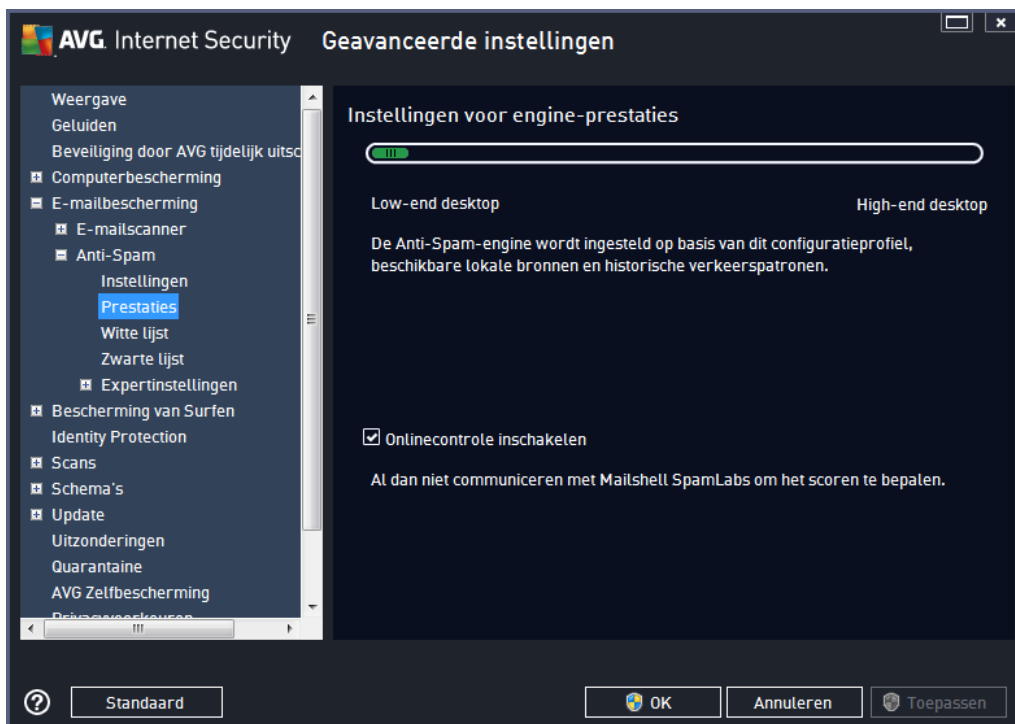 AVG. Internet Security
Geavanceerde instellingen
Weergave
Geluiden
Beveiliging door AVG tijdelijk uitsc
Computerbescherming
E-mailbescherming
E-mailscanner
Anti-Spam
Instellingen
Prestaties
Witte lijst
Zwarte lijst
Expertinstellingen
Bescherming van Surfen
Identity Protection
Scans
Schema's
Update
Uitzonderingen
Quarantaine
AVG Zelfbescherming
Instellingen voor engine-prestaties
Low-end desktop
High-end desktop
De Anti-Spam-engine wordt ingesteld op basis van dit configuratieprofiel,
beschikbare lokale bronnen en historische verkeerspatronen.
Onlinecontrole inschakelen
Al dan niet communiceren met Mailshell SpamLabs om het scoren te bepalen.
?
Standaard
OK
Annuleren
Toepassen